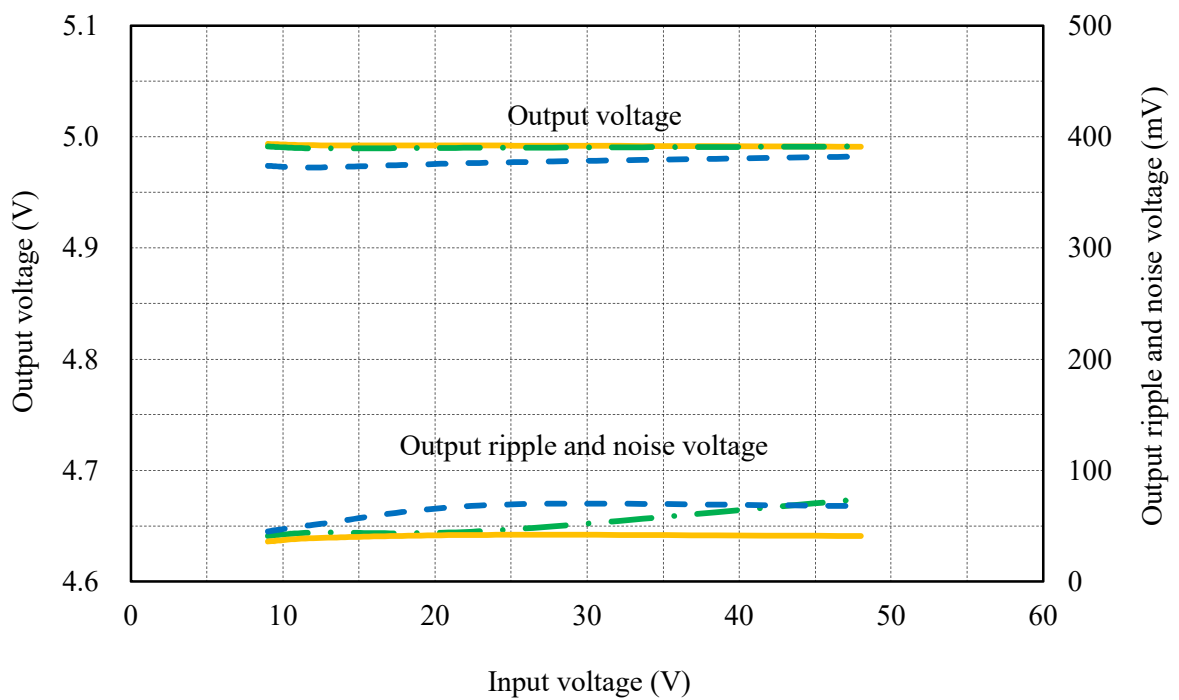 5.1
5.0
4.9
4.8
4.7
4.6
Output voltage (V)
500
400
300
200
100
0
Output ripple and noise voltage (mV)
Output voltage
Output ripple and noise voltage
0 10 20 30 40 50 60
Input voltage (V)